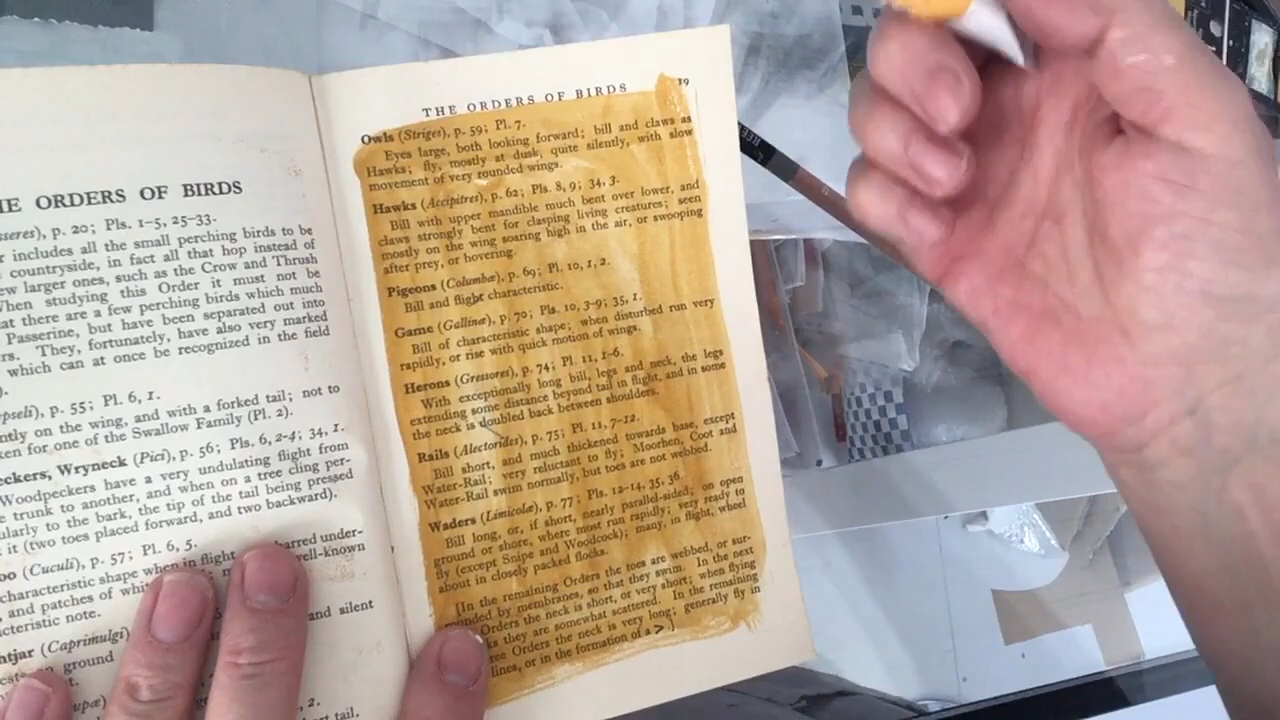 THE ORDERS OF BIRDS
p. 20; Pls. 1–5, 25–33.
includes all the small perching birds to be
countryside, in fact all that hop instead of
larger ones, such as the Crow and Thrush
When studying this Order it must not be
that there are a few perching birds which much
Passerine, but have been separated out into
They, fortunately, have also very marked
which can at once be recognized in the field
p. 55; Pl. 6, 1.
on the wing, and with a forked tail; not to
for one of the Swallow Family (Pl. 2).
Wryneck (Pici), p. 56; Pls. 6, 2–4; 34, 1.
Woodpeckers have a very undulating flight from
trunk to another, and when on a tree cling per-
to the bark, the tip of the tail being pressed
it (two toes placed forward, and two backward).
(Cuculi), p. 57; Pl. 6, 5.
characteristic shape when in flight barred under-
and patches of well-known
note.
(Caprimulgi) and silent
ground
2.
tail.
THE ORDERS OF BIRDS 19
Owls (Striges), p. 59; Pl. 7.
Eyes large, both looking forward; bill and claws as
Hawks; fly, mostly at dusk, quite silently, with slow
movement of very rounded wings.
Hawks (Accipitres), p. 62; Pls. 8, 9; 34, 3.
Bill with upper mandible much bent over lower, and
claws strongly bent for clasping living creatures; seen
mostly on the wing soaring high in the air, or swooping
after prey, or hovering.
Pigeons (Columbæ), p. 69; Pl. 10, 1, 2.
Bill and flight characteristic.
Game (Gallinæ), p. 70; Pls. 10, 3–9; 35, 1.
Bill of characteristic shape; when disturbed run very
rapidly, or rise with quick motion of wings.
Herons (Gressores), p. 74; Pl. 11, 1–6.
With exceptionally long bill, legs and neck, the legs
extending some distance beyond tail in flight, and in some
the neck is doubled back between shoulders.
Rails (Alectorides), p. 75; Pl. 11, 7–12.
Bill short, and much thickened towards base, except
Water-Rail; very reluctant to fly; Moorhen, Coot and
Water-Rail swim normally, but toes are not webbed.
Waders (Limicolæ), p. 77; Pls. 12–14, 35, 36.
Bill long, or, if short, nearly parallel-sided; on open
ground or shore, where most run rapidly; very ready to
fly (except Snipe and Woodcock); many, in flight, wheel
about in closely packed flocks.
[In the remaining Orders the toes are webbed, or sur-
rounded by membranes, so that they swim. In the next
Orders the neck is short, or very short; when flying
they are somewhat scattered. In the remaining
Orders the neck is very long; generally fly in
lines, or in the formation of a >.]